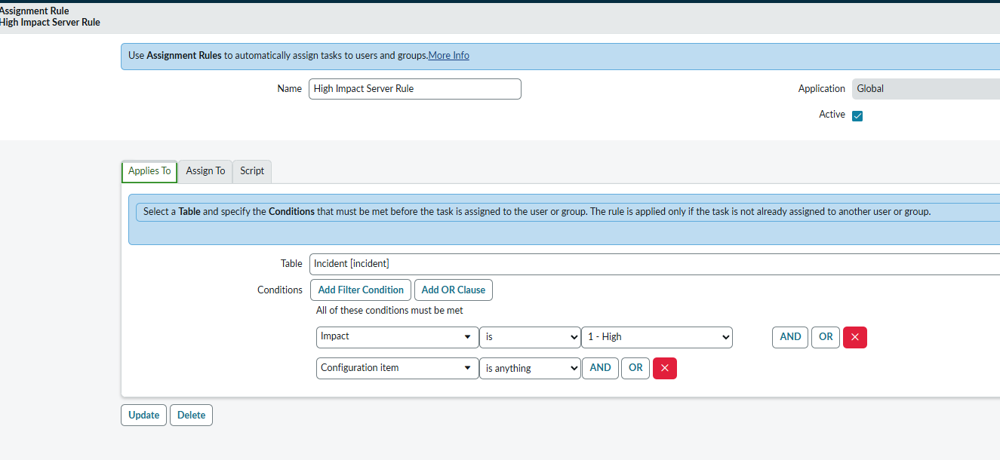 Assignment Rule
High Impact Server Rule
Use Assignment Rules to automatically assign tasks to users and groups.More Info
Name High Impact Server Rule Application Global
Active
Applies To Assign To Script
Select a Table and specify the Conditions that must be met before the task is assigned to the user or group. The rule is applied only if the task is not already assigned to another user or group.
Table Incident [incident]
Conditions Add Filter Condition Add OR Clause
All of these conditions must be met
Impact is 1 - High AND OR
Configuration item is anything AND OR
Update Delete